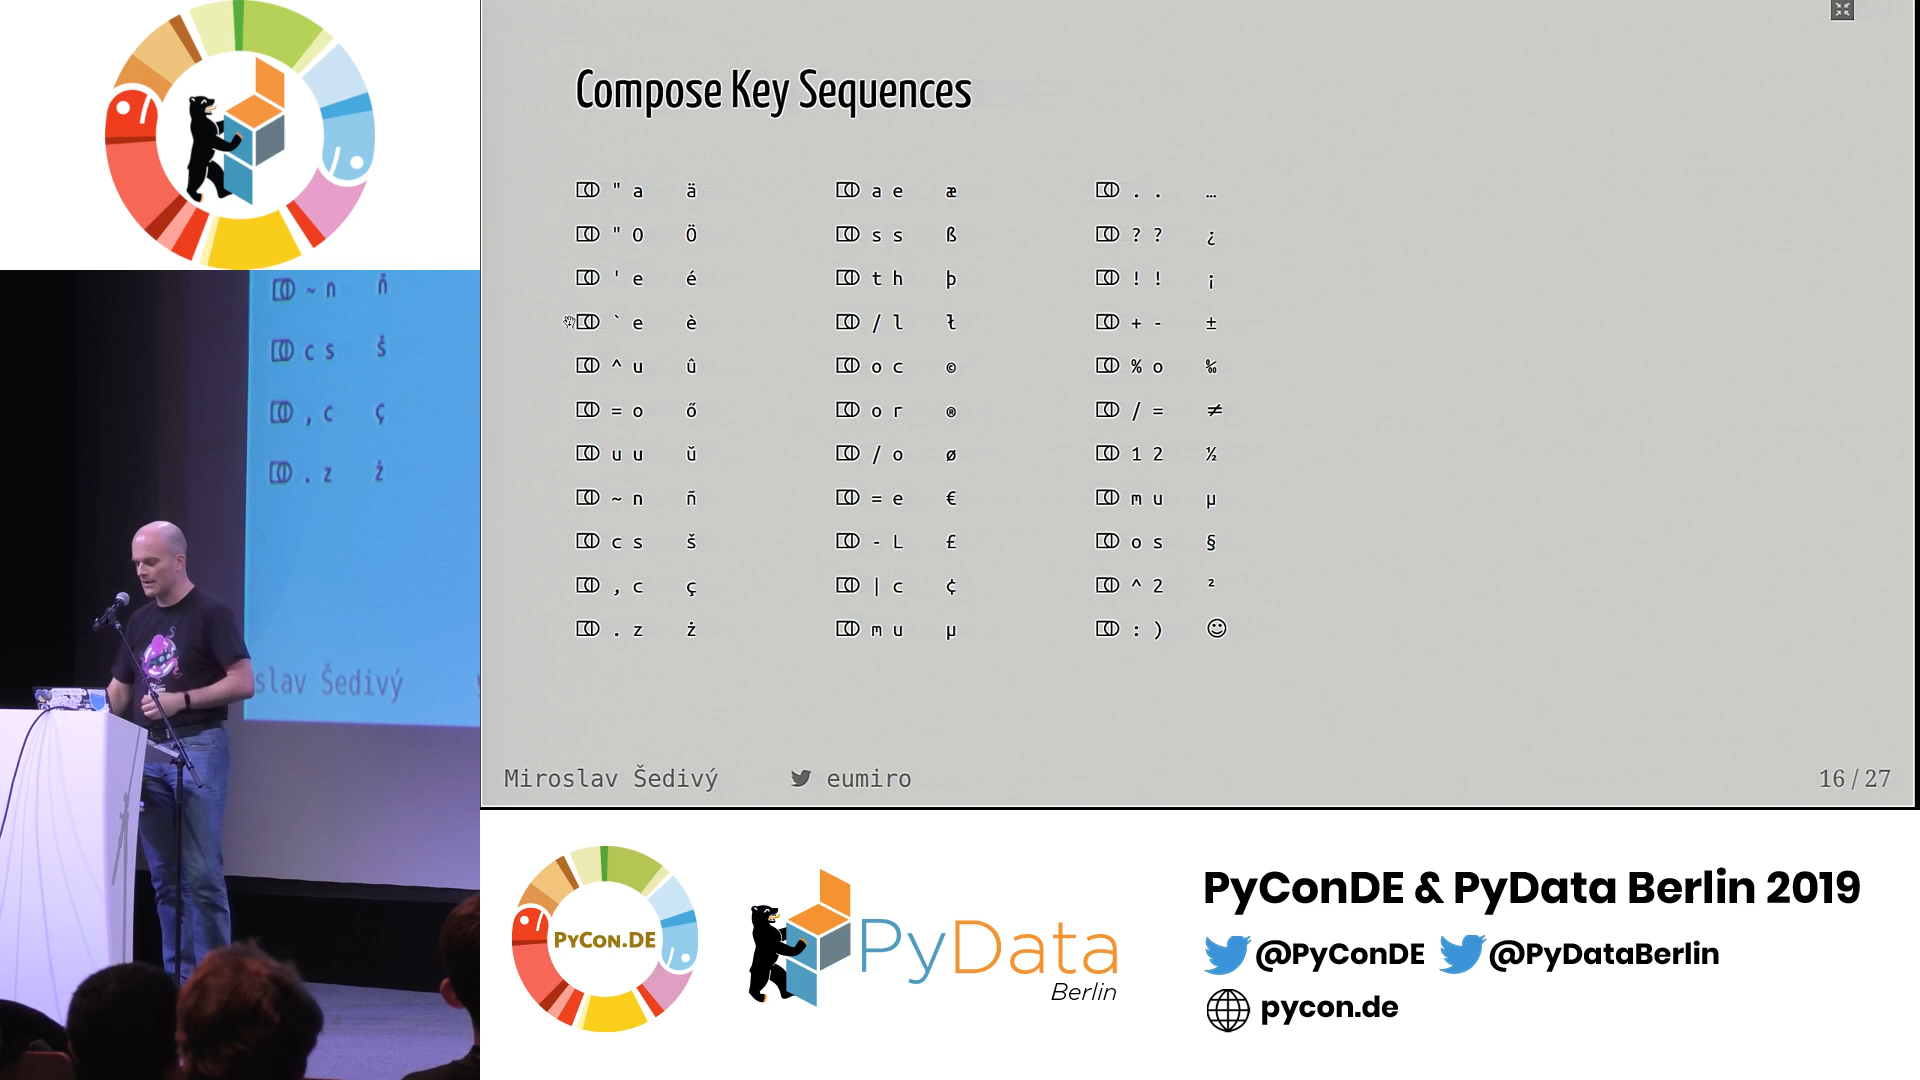 Compose Key Sequences
" a ä
" O Ö
' e é
` e è
^ u û
= o ő
u u ŭ
~ n ñ
c s š
, c ç
. z ż
a e æ
s s ß
t h þ
/ l ł
o c ©
o r ®
/ o ø
= e €
- L £
| c ¢
m u µ
. . …
? ? ¿
! ! ¡
+ - ±
% o ‰
/ = ≠
1 2 ½
m u µ
o s §
^ 2 ²
: ) ☺
Miroslav Šedivý eumiro 16 / 27
~ n ñ
c s š
, c ç
. z ż
slav Šedivý
PyCon.DE
PyData
Berlin
PyConDE & PyData Berlin 2019
@PyConDE @PyDataBerlin
pycon.de